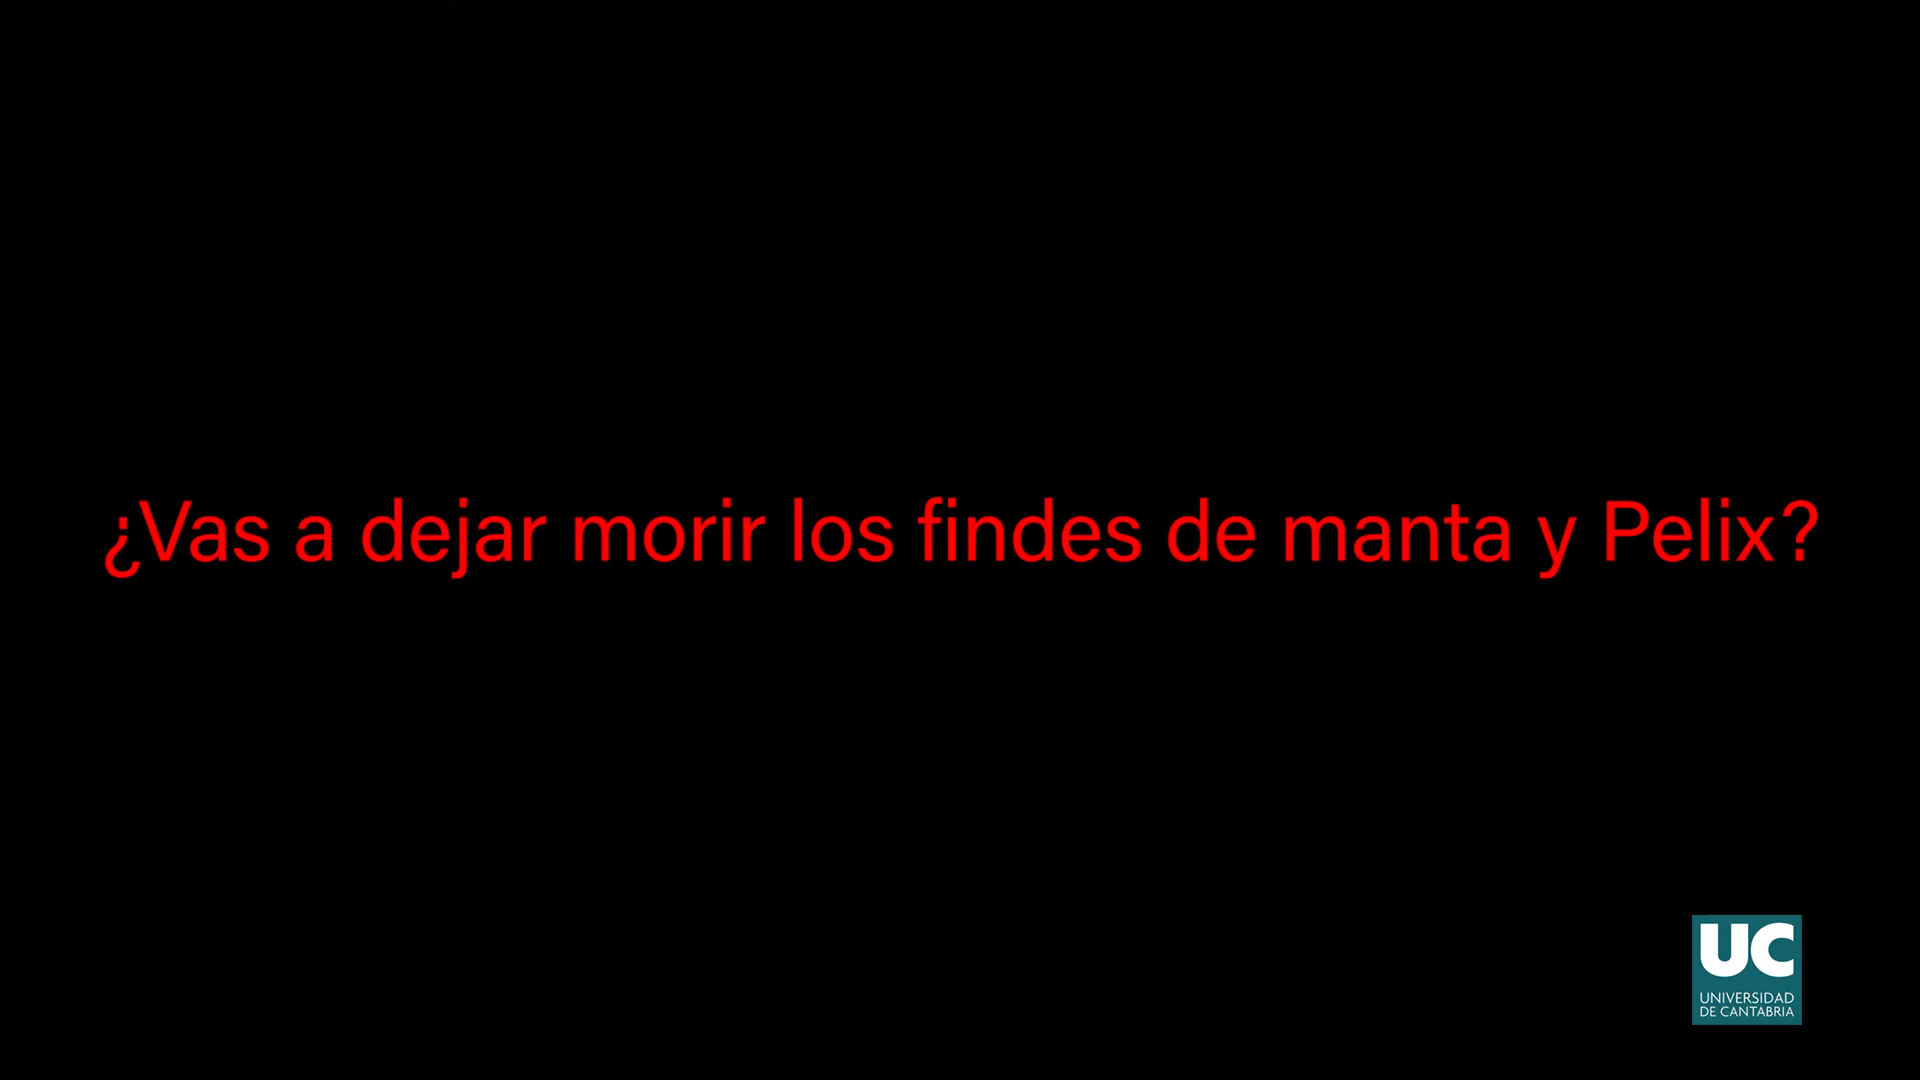 ¿Vas a dejar morir los findes de manta y Pelix?
UC
UNIVERSIDAD
DE CANTABRIA